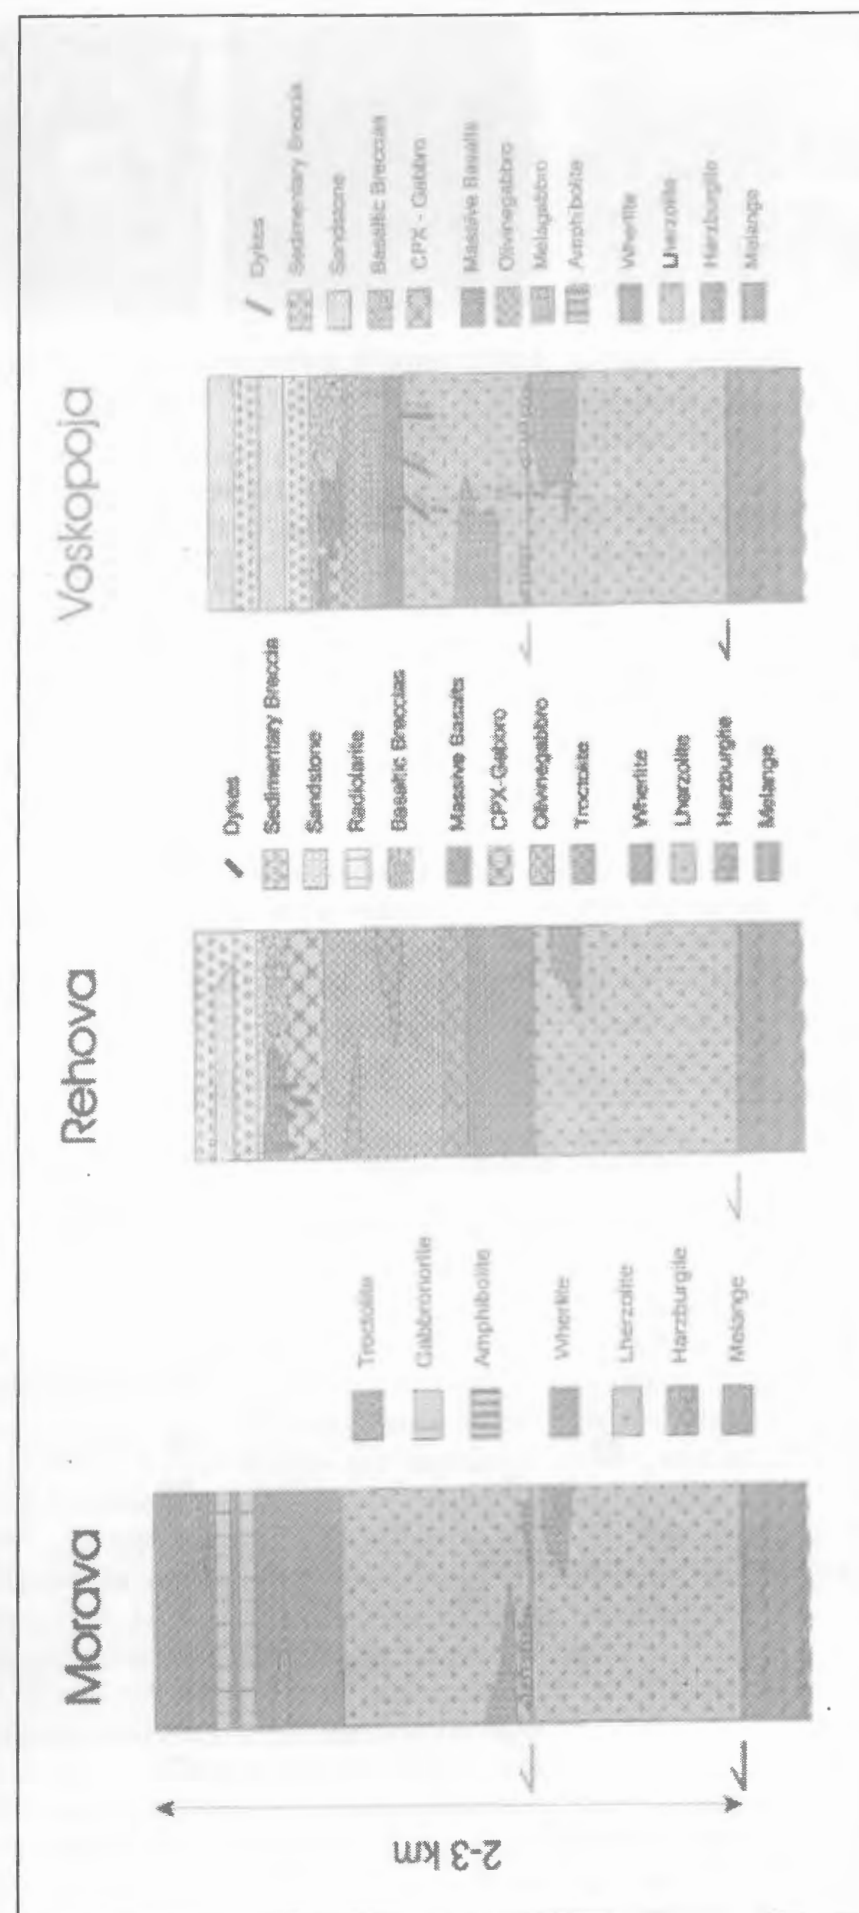 Morava
2-3 km
Troctolite
Gabbronorite
Amphibolite
Wherlite
Lherzolite
Harzburgite
Melange
Rehova
Dykes
Sedimentary Breccia
Sandstone
Radiolarite
Basaltic Breccias
Massive Basalts
CPX-Gabbro
Olivinegabbro
Troctolite
Wherlite
Lherzolite
Harzburgite
Melange
Voskopoja
Dykes
Sedimentary Breccia
Sandstone
Basaltic Breccias
CPX - Gabbro
Massive Basalts
Olivinegabbro
Melagabbro
Amphibolite
Wherlite
Lherzolite
Harzburgite
Melange